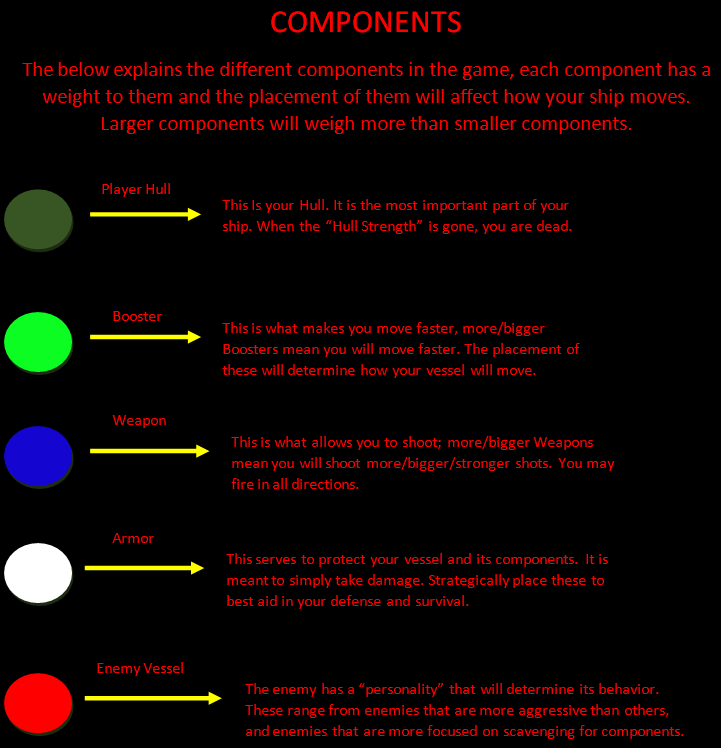 COMPONENTS
The below explains the different components in the game, each component has a
weight to them and the placement of them will affect how your ship moves.
Larger components will weigh more than smaller components.
Player Hull
This Is your Hull. It is the most important part of your
ship. When the “Hull Strength” is gone, you are dead.
Booster
This is what makes you move faster, more/bigger
Boosters mean you will move faster. The placement of
these will determine how your vessel will move.
Weapon
This is what allows you to shoot; more/bigger Weapons
mean you will shoot more/bigger/stronger shots. You may
fire in all directions.
Armor
This serves to protect your vessel and its components. It is
meant to simply take damage. Strategically place these to
best aid in your defense and survival.
Enemy Vessel
The enemy has a “personality” that will determine its behavior.
These range from enemies that are more aggressive than others,
and enemies that are more focused on scavenging for components.